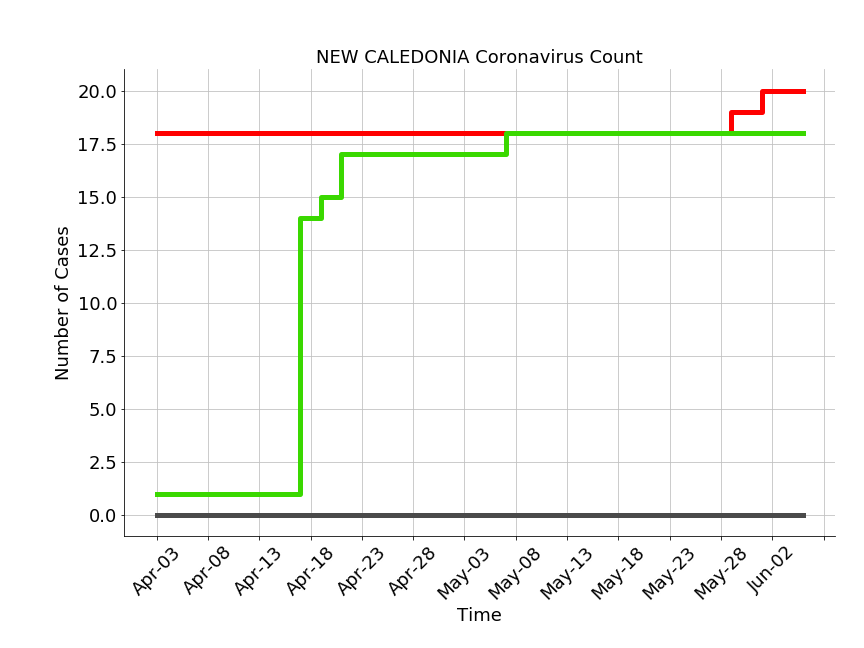 NEW CALEDONIA Coronavirus Count
20.0
17.5
15.0
12.5
10.0
7.5
5.0
2.5
0.0
Number of Cases
Apr-03
Apr-08
Apr-13
Apr-18
Apr-23
Apr-28
May-03
May-08
May-13
May-18
May-23
May-28
Jun-02
Time